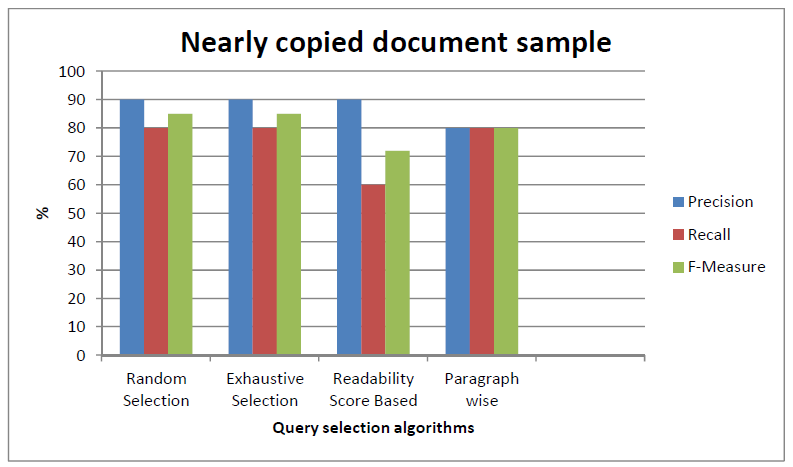 Nearly copied document sample
100
90
80
70
60
50
40
30
20
10
0
%
Random
Selection
Exhaustive
Selection
Readability
Score Based
Paragraph
wise
Query selection algorithms
Precision
Recall
F-Measure